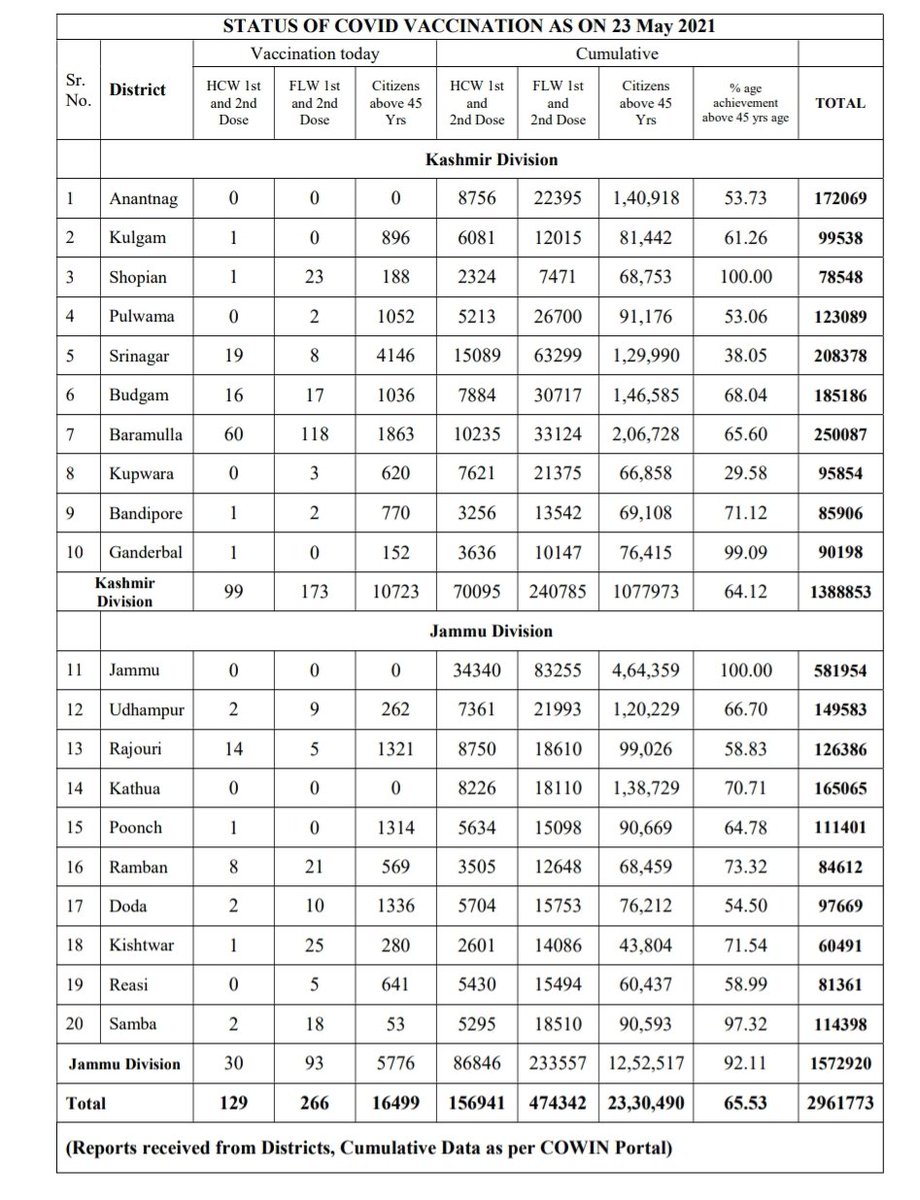 STATUS OF COVID VACCINATION AS ON 23 May 2021
Sr. No. District Vaccination today Cumulative
HCW 1st and 2nd Dose FLW 1st and 2nd Dose Citizens above 45 Yrs HCW 1st and 2nd Dose FLW 1st and 2nd Dose Citizens above 45 Yrs % age achievement above 45 yrs age TOTAL
Kashmir Division
1 Anantnag 0 0 0 8756 22395 1,40,918 53.73 172069
2 Kulgam 1 0 896 6081 12015 81,442 61.26 99538
3 Shopian 1 23 188 2324 7471 68,753 100.00 78548
4 Pulwama 0 2 1052 5213 26700 91,176 53.06 123089
5 Srinagar 19 8 4146 15089 63299 1,29,990 38.05 208378
6 Budgam 16 17 1036 7884 30717 1,46,585 68.04 185186
7 Baramulla 60 118 1863 10235 33124 2,06,728 65.60 250087
8 Kupwara 0 3 620 7621 21375 66,858 29.58 95854
9 Bandipore 1 2 770 3256 13542 69,108 71.12 85906
10 Ganderbal 1 0 152 3636 10147 76,415 99.09 90198
Kashmir Division 99 173 10723 70095 240785 1077973 64.12 1388853
Jammu Division
11 Jammu 0 0 0 34340 83255 4,64,359 100.00 581954
12 Udhampur 2 9 262 7361 21993 1,20,229 66.70 149583
13 Rajouri 14 5 1321 8750 18610 99,026 58.83 126386
14 Kathua 0 0 0 8226 18110 1,38,729 70.71 165065
15 Poonch 1 0 1314 5634 15098 90,669 64.78 111401
16 Ramban 8 21 569 3505 12648 68,459 73.32 84612
17 Doda 2 10 1336 5704 15753 76,212 54.50 97669
18 Kishtwar 1 25 280 2601 14086 43,804 71.54 60491
19 Reasi 0 5 641 5430 15494 60,437 58.99 81361
20 Samba 2 18 53 5295 18510 90,593 97.32 114398
Jammu Division 30 93 5776 86846 233557 12,52,517 92.11 1572920
Total 129 266 16499 156941 474342 23,30,490 65.53 2961773
(Reports received from Districts, Cumulative Data as per COWIN Portal)